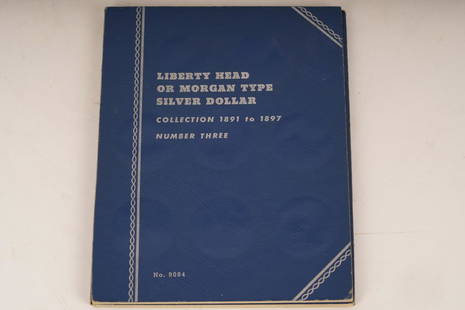 LIBERTY HEAD
OR MORGAN TYPE
SILVER DOLLAR
COLLECTION 1891 to 1897
NUMBER THREE
No. 9084